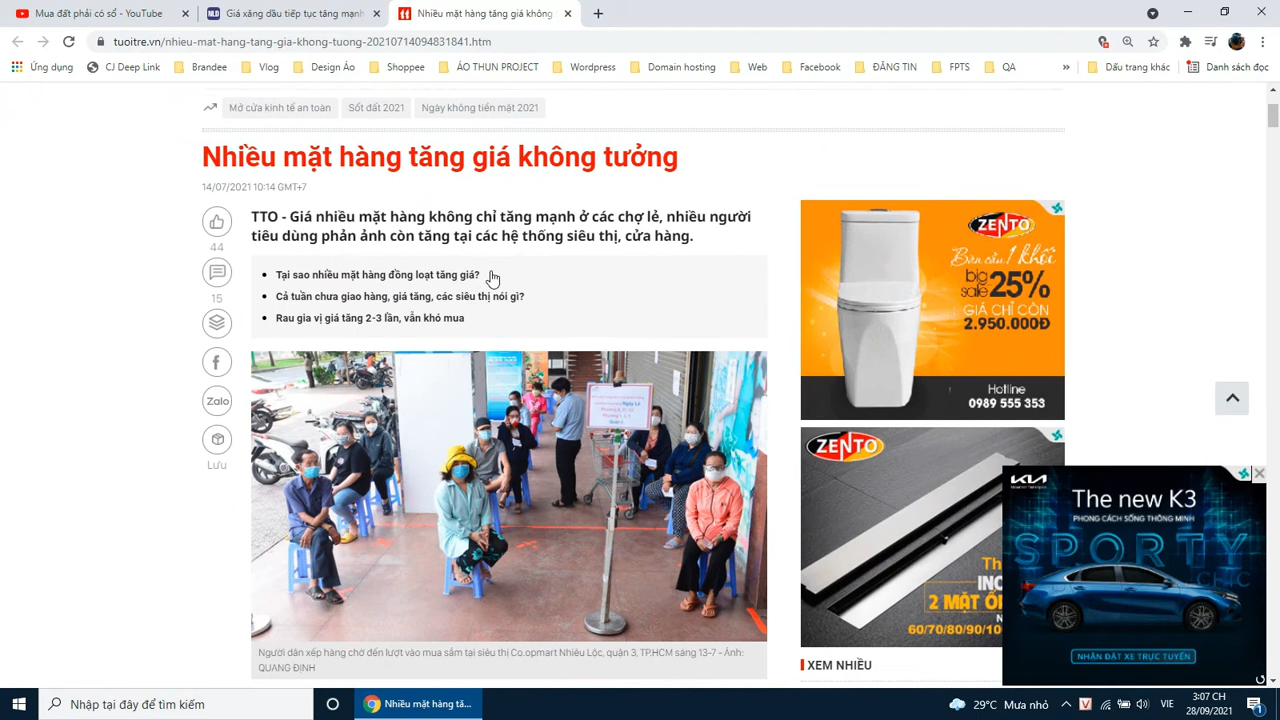 Mua đất phải có sổ - YouTube
Giá xăng dầu tiếp tục tăng mạnh
Nhiều mặt hàng tăng giá không
tuoitre.vn/nhieu-mat-hang-tang-gia-khong-tuong-20210714094831841.htm
Ứng dụng
CJ Deep Link
Brandee
Vlog
Design Áo
Shoppee
ÁO THUN PROJECT
Wordpress
Domain hosting
Web
Facebook
ĐĂNG TIN
FPTS
QA
»
Dấu trang khác
Danh sách đọc
Mở cửa kinh tế an toàn
Sốt đất 2021
Ngày không tiền mặt 2021
Nhiều mặt hàng tăng giá không tưởng
14/07/2021 10:14 GMT+7
TTO - Giá nhiều mặt hàng không chỉ tăng mạnh ở các chợ lẻ, nhiều người
tiêu dùng phản ánh còn tăng tại các hệ thống siêu thị, cửa hàng.
Tại sao nhiều mặt hàng đồng loạt tăng giá?
Cả tuần chưa giao hàng, giá tăng, các siêu thị nói gì?
Rau gia vị giá tăng 2-3 lần, vẫn khó mua
44
15
Zalo
Lưu
Người dân xếp hàng chờ đến lượt vào mua sắm tại siêu thị Co.opmart Nhiêu Lộc, quận 3, TP.HCM sáng 13-7 - Ảnh:
QUANG ĐỊNH
ZENTO
Bàn cầu 1 khối
big
sale 25%
GIÁ CHỈ CÒN
2.950.000Đ
Hotline
0989 555 353
ZENTO
INO
2 MẶT
60/70/80/90/10
XEM NHIỀU
KIA
The new K3
PHONG CÁCH SỐNG THÔNG MINH
SPORTY
NHẬN ĐẶT XE TRỰC TUYẾN
Nhập tại đây để tìm kiếm
Nhiều mặt hàng tă...
29°C Mưa nhỏ
VIE
3:07 CH
28/09/2021